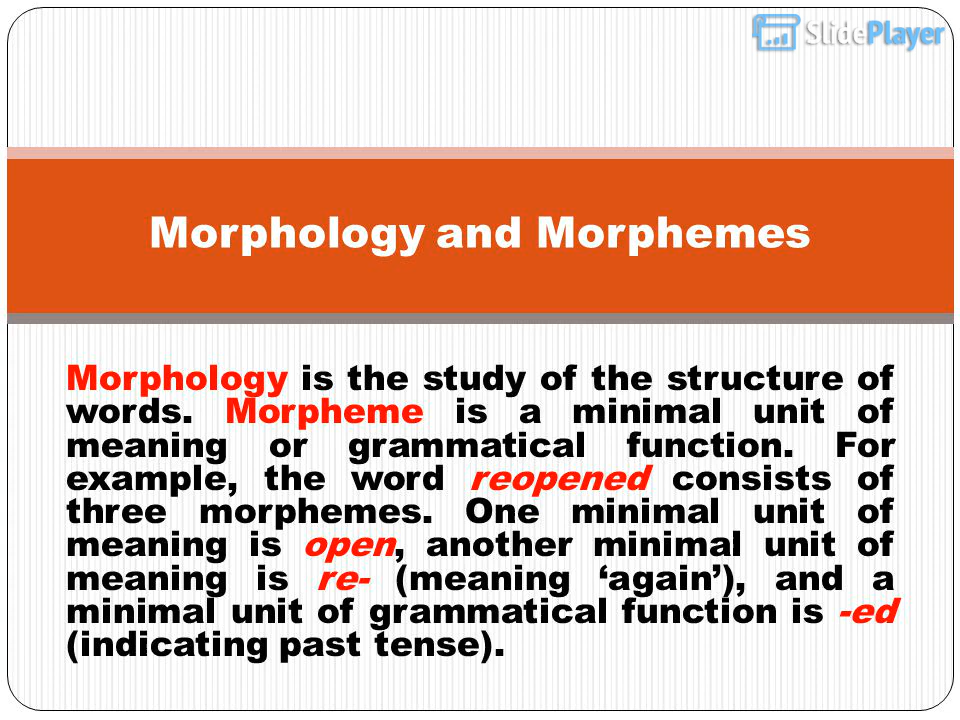 SlidePlayer
Morphology and Morphemes
Morphology is the study of the structure of
words. Morpheme is a minimal unit of
meaning or grammatical function. For
example, the word reopened consists of
three morphemes. One minimal unit of
meaning is open, another minimal unit of
meaning is re- (meaning ‘again’), and a
minimal unit of grammatical function is -ed
(indicating past tense).